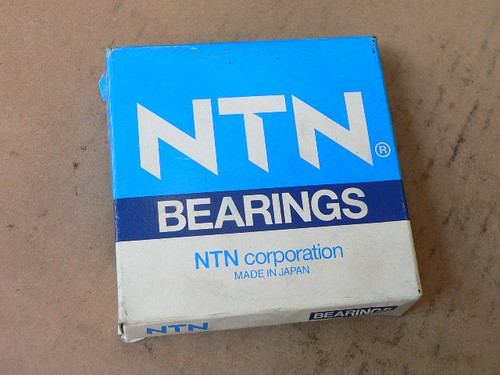 NTN®
BEARINGS
NTN corporation
MADE IN JAPAN
NTN BEARINGS